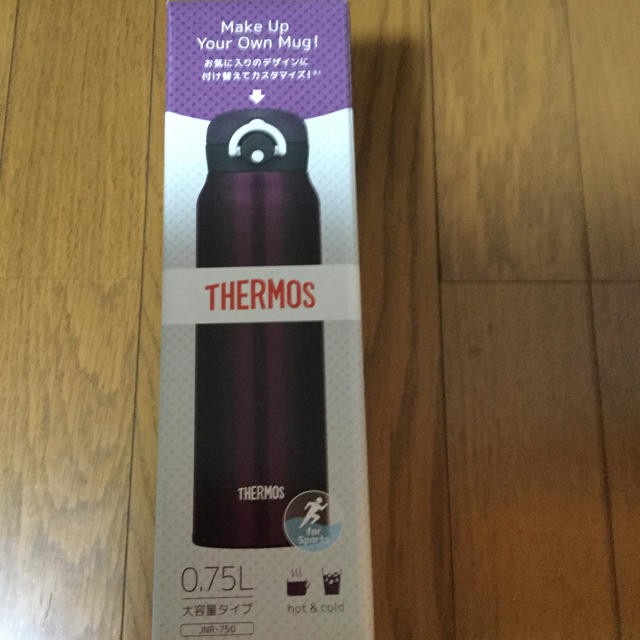 Make Up
Your Own Mug!
お気に入りのデザインに
付け替えてカスタマイズ!
THERMOS
THERMOS
for
Sports
0.75L
大容量タイプ
hot & cold
JNR-750